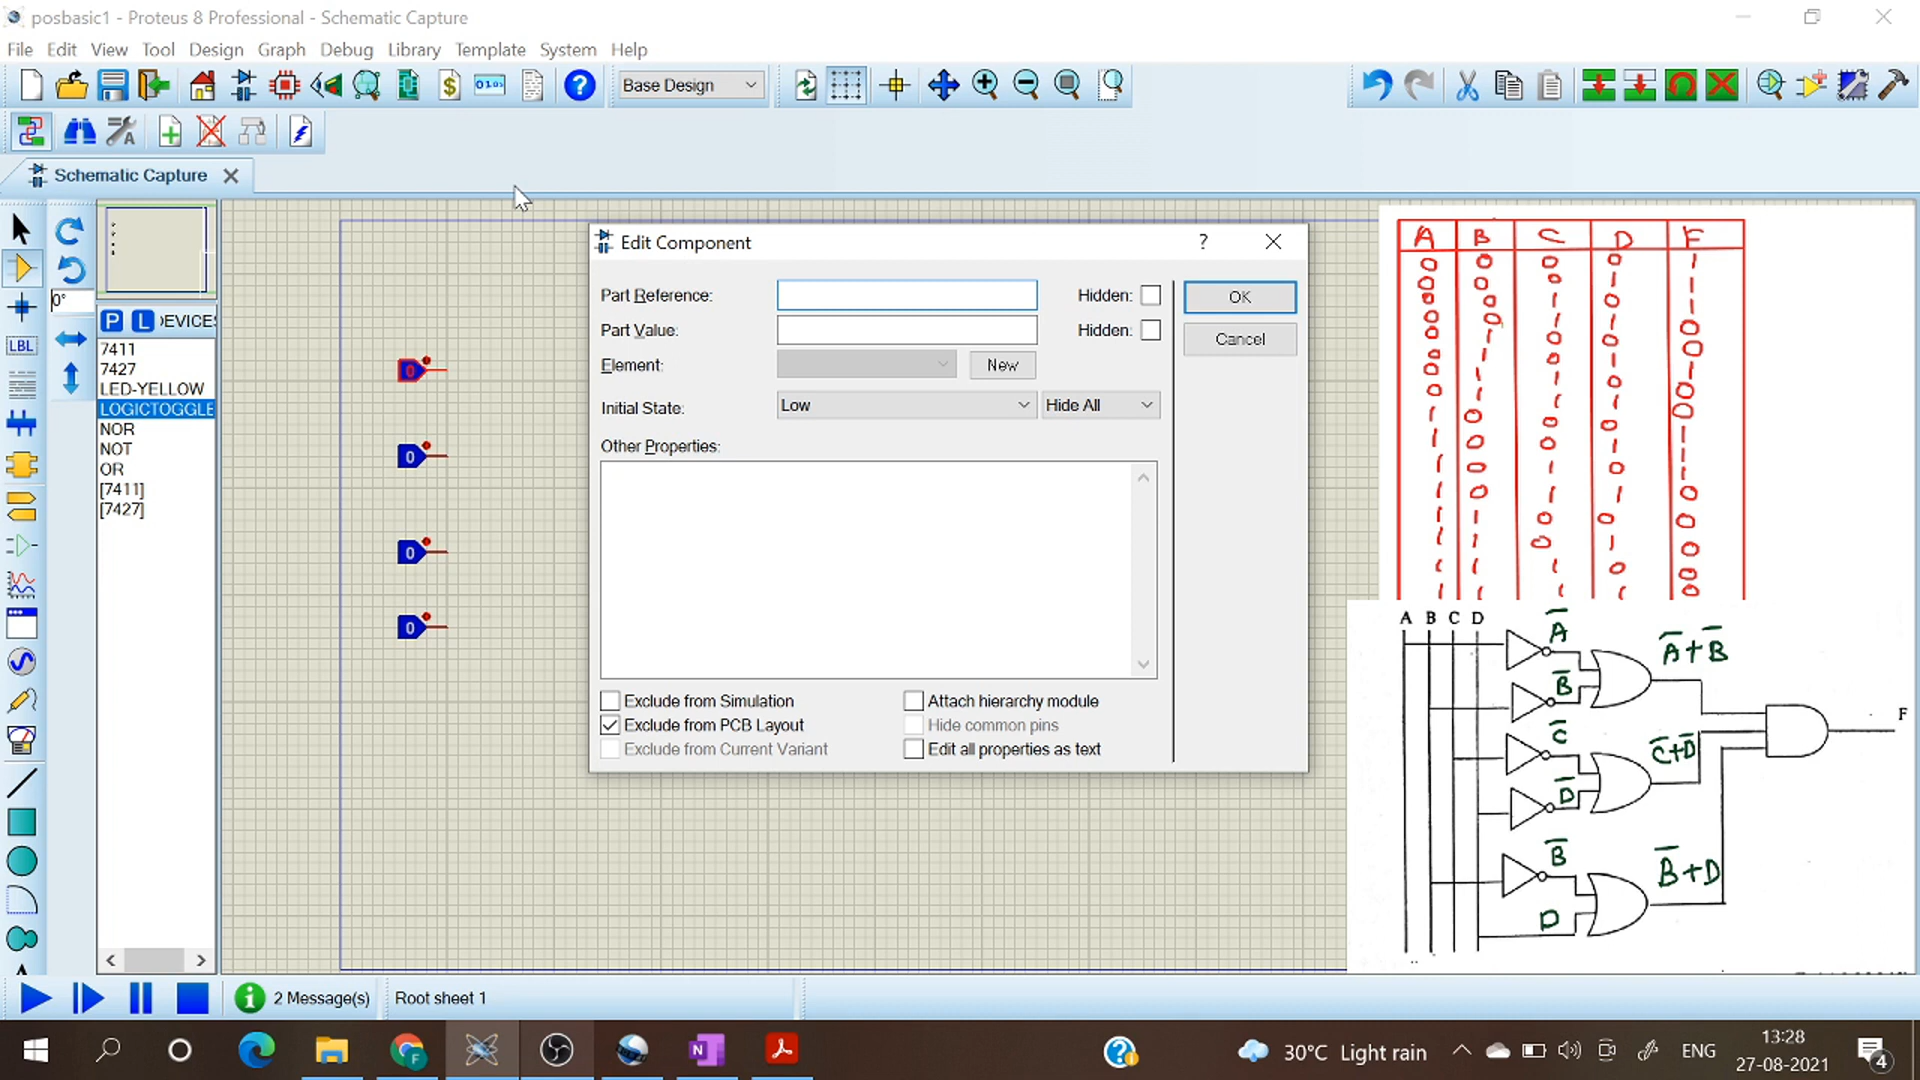 posbasic1 - Proteus 8 Professional - Schematic Capture
File Edit View Tool Design Graph Debug Library Template System Help
Base Design
Schematic Capture
0°
P L DEVICES
LBL
7411
7427
LED-YELLOW
LOGICTOGGLE
NOR
NOT
OR
[7411]
[7427]
0
0
0
0
Edit Component
Part Reference:
Hidden:
OK
Part Value:
Hidden:
Cancel
Element:
New
Initial State:
Low
Hide All
Other Properties:
Exclude from Simulation
Attach hierarchy module
Exclude from PCB Layout
Hide common pins
Exclude from Current Variant
Edit all properties as text
A B C D F
A B C D
A̅
A̅+B̅
B̅
F
C̅
C̅+D̅
D̅
B̅
B̅+D
D
2 Message(s)
Root sheet 1
30°C Light rain
ENG
13:28
27-08-2021
4